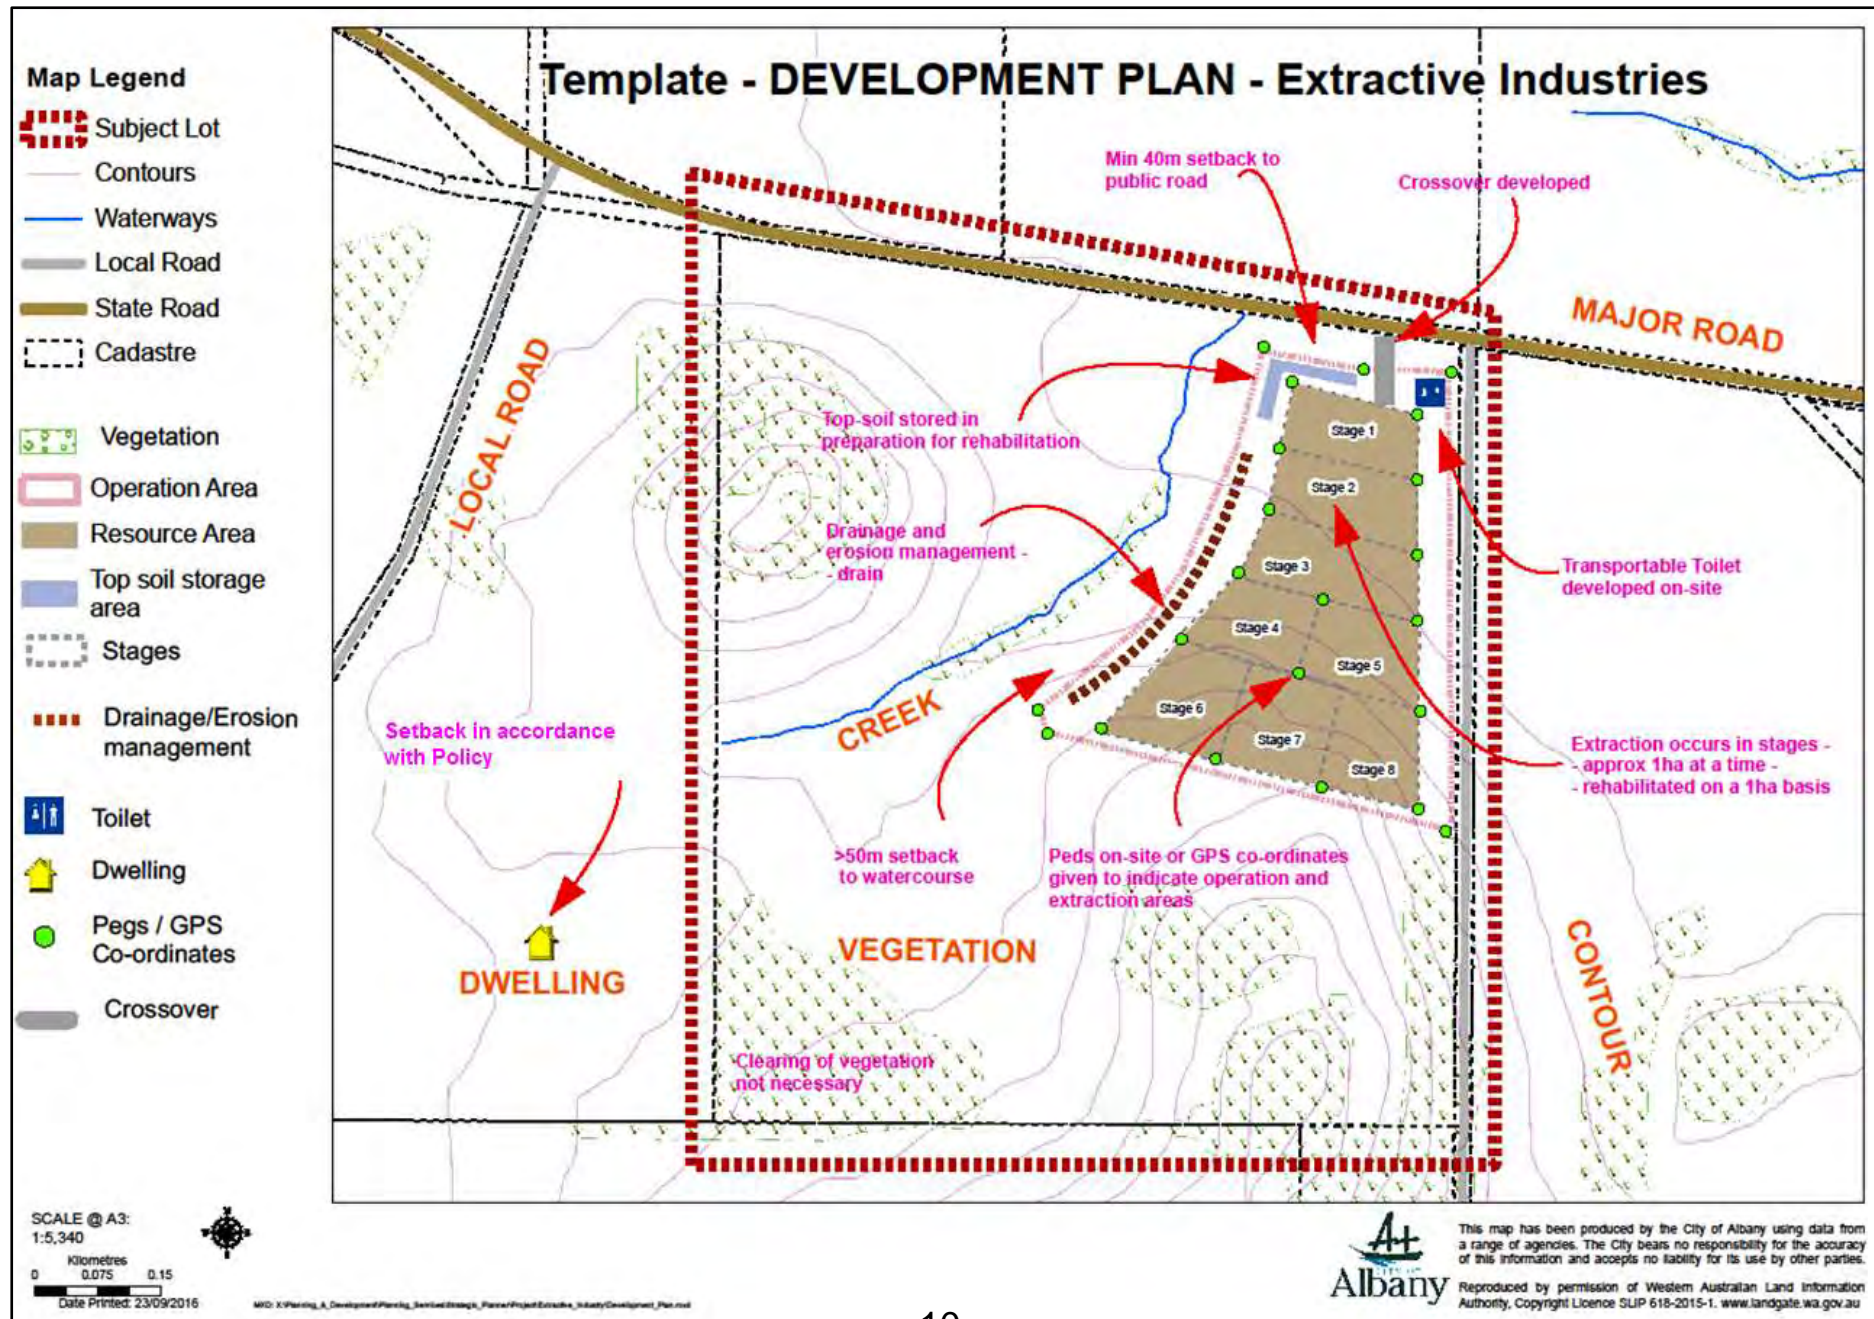 Template - DEVELOPMENT PLAN - Extractive Industries
Map Legend
Subject Lot
Contours
Waterways
Local Road
State Road
Cadastre
Vegetation
Operation Area
Resource Area
Top soil storage
area
Stages
Drainage/Erosion
management
Toilet
Dwelling
Pegs / GPS
Co-ordinates
Crossover
Min 40m setback to
public road
Crossover developed
MAJOR ROAD
LOCAL ROAD
Top-soil stored in
preparation for rehabilitation
Drainage and
erosion management -
- drain
Stage 1
Stage 2
Stage 3
Stage 4
Stage 5
Stage 6
Stage 7
Stage 8
Transportable Toilet
developed on-site
CREEK
Setback in accordance
with Policy
Extraction occurs in stages -
- approx 1ha at a time -
- rehabilitated on a 1ha basis
>50m setback
to watercourse
Peds on-site or GPS co-ordinates
given to indicate operation and
extraction areas
VEGETATION
DWELLING
CONTOUR
Clearing of vegetation
not necessary
SCALE @ A3:
1:5,340
Kilometres
0 0.075 0.15
Date Printed: 23/09/2016
CITY OF
Albany
This map has been produced by the City of Albany using data from
a range of agencies. The City bears no responsibility for the accuracy
of this information and accepts no liability for its use by other parties.
Reproduced by permission of Western Australian Land Information
Authority, Copyright Licence SLIP 618-2015-1. www.landgate.wa.gov.au